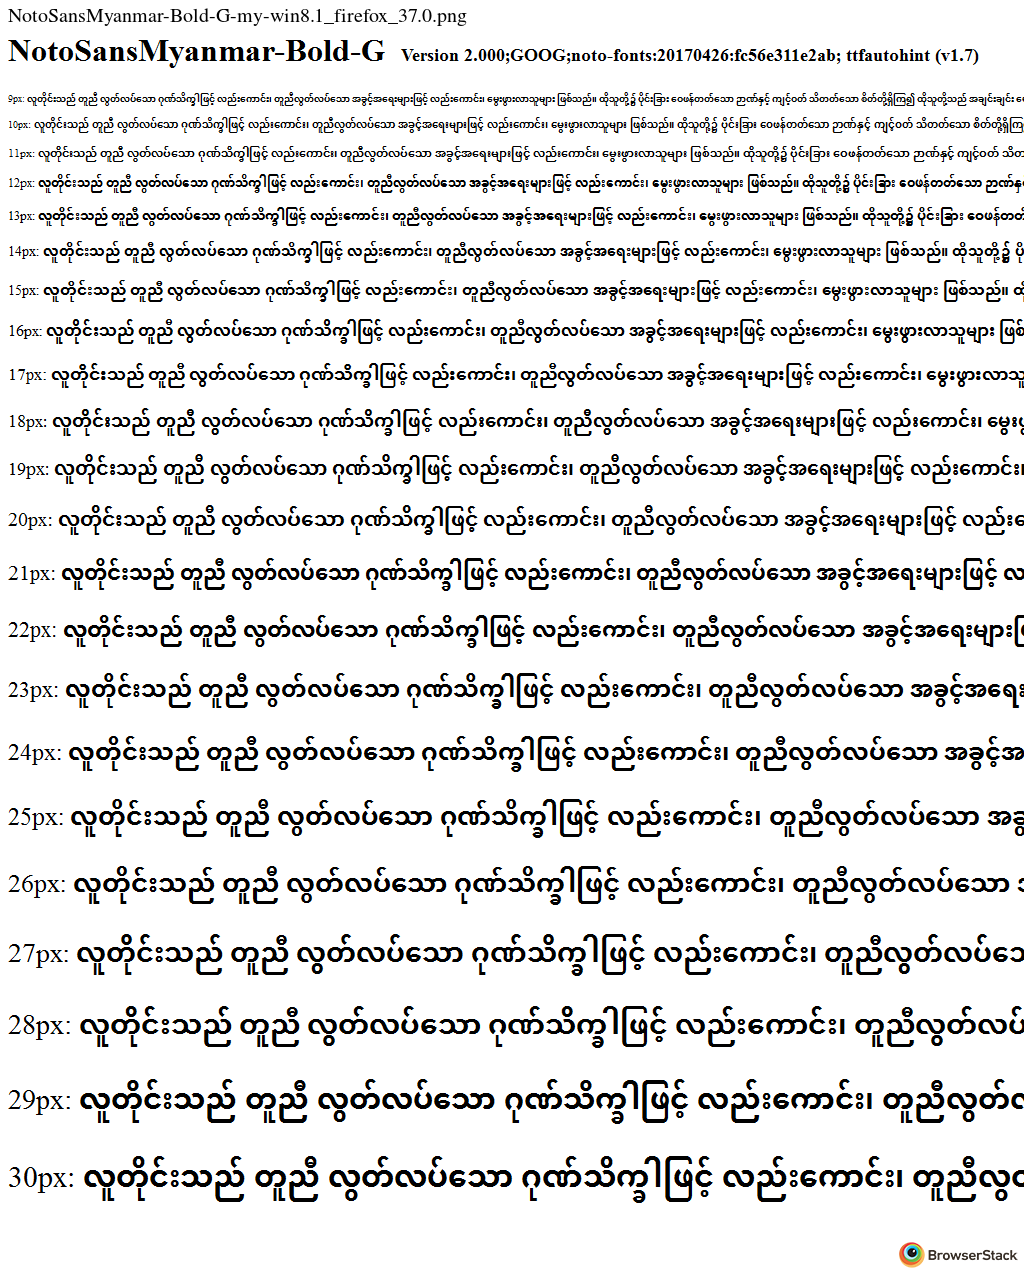 NotoSansMyanmar-Bold-G-my-win8.1_firefox_37.0.png
NotoSansMyanmar-Bold-G Version 2.000;GOOG;noto-fonts:20170426:fc56e311e2ab; ttfautohint (v1.7)
9px: လူတိုင်းသည် တူညီ လွတ်လပ်သော ဂုဏ်သိက္ခါဖြင့် လည်းကောင်း၊ တူညီလွတ်လပ်သော အခွင့်အရေးများဖြင့် လည်းကောင်း၊ မွေးဖွားလာသူများ ဖြစ်သည်။ ထိုသူတို့၌ ပိုင်းခြား ဝေဖန်တတ်သော ဉာဏ်နှင့် ကျင့်ဝတ် သိတတ်သော စိတ်တို့ရှိကြ၍ ထိုသူတို့သည် အချင်းချင်း
10px: လူတိုင်းသည် တူညီ လွတ်လပ်သော ဂုဏ်သိက္ခါဖြင့် လည်းကောင်း၊ တူညီလွတ်လပ်သော အခွင့်အရေးများဖြင့် လည်းကောင်း၊ မွေးဖွားလာသူများ ဖြစ်သည်။ ထိုသူတို့၌ ပိုင်းခြား ဝေဖန်တတ်သော ဉာဏ်နှင့် ကျင့်ဝတ် သိတတ်သော စိတ်တို့ရှိကြ
11px: လူတိုင်းသည် တူညီ လွတ်လပ်သော ဂုဏ်သိက္ခါဖြင့် လည်းကောင်း၊ တူညီလွတ်လပ်သော အခွင့်အရေးများဖြင့် လည်းကောင်း၊ မွေးဖွားလာသူများ ဖြစ်သည်။ ထိုသူတို့၌ ပိုင်းခြား ဝေဖန်တတ်သော ဉာဏ်နှင့် ကျင့်ဝတ် သိတ
12px: လူတိုင်းသည် တူညီ လွတ်လပ်သော ဂုဏ်သိက္ခါဖြင့် လည်းကောင်း၊ တူညီလွတ်လပ်သော အခွင့်အရေးများဖြင့် လည်းကောင်း၊ မွေးဖွားလာသူများ ဖြစ်သည်။ ထိုသူတို့၌ ပိုင်းခြား ဝေဖန်တတ်သော ဉာဏ်နှ
13px: လူတိုင်းသည် တူညီ လွတ်လပ်သော ဂုဏ်သိက္ခါဖြင့် လည်းကောင်း၊ တူညီလွတ်လပ်သော အခွင့်အရေးများဖြင့် လည်းကောင်း၊ မွေးဖွားလာသူများ ဖြစ်သည်။ ထိုသူတို့၌ ပိုင်းခြား ဝေဖန်တတ်
14px: လူတိုင်းသည် တူညီ လွတ်လပ်သော ဂုဏ်သိက္ခါဖြင့် လည်းကောင်း၊ တူညီလွတ်လပ်သော အခွင့်အရေးများဖြင့် လည်းကောင်း၊ မွေးဖွားလာသူများ ဖြစ်သည်။ ထိုသူတို့၌ ပို
15px: လူတိုင်းသည် တူညီ လွတ်လပ်သော ဂုဏ်သိက္ခါဖြင့် လည်းကောင်း၊ တူညီလွတ်လပ်သော အခွင့်အရေးများဖြင့် လည်းကောင်း၊ မွေးဖွားလာသူများ ဖြစ်သည်။ ထို
16px: လူတိုင်းသည် တူညီ လွတ်လပ်သော ဂုဏ်သိက္ခါဖြင့် လည်းကောင်း၊ တူညီလွတ်လပ်သော အခွင့်အရေးများဖြင့် လည်းကောင်း၊ မွေးဖွားလာသူများ ဖြစ်
17px: လူတိုင်းသည် တူညီ လွတ်လပ်သော ဂုဏ်သိက္ခါဖြင့် လည်းကောင်း၊ တူညီလွတ်လပ်သော အခွင့်အရေးများဖြင့် လည်းကောင်း၊ မွေးဖွားလာသူ
18px: လူတိုင်းသည် တူညီ လွတ်လပ်သော ဂုဏ်သိက္ခါဖြင့် လည်းကောင်း၊ တူညီလွတ်လပ်သော အခွင့်အရေးများဖြင့် လည်းကောင်း၊ မွေးဖွ
19px: လူတိုင်းသည် တူညီ လွတ်လပ်သော ဂုဏ်သိက္ခါဖြင့် လည်းကောင်း၊ တူညီလွတ်လပ်သော အခွင့်အရေးများဖြင့် လည်းကောင်း၊
20px: လူတိုင်းသည် တူညီ လွတ်လပ်သော ဂုဏ်သိက္ခါဖြင့် လည်းကောင်း၊ တူညီလွတ်လပ်သော အခွင့်အရေးများဖြင့် လည်း
21px: လူတိုင်းသည် တူညီ လွတ်လပ်သော ဂုဏ်သိက္ခါဖြင့် လည်းကောင်း၊ တူညီလွတ်လပ်သော အခွင့်အရေးများဖြင့် လ
22px: လူတိုင်းသည် တူညီ လွတ်လပ်သော ဂုဏ်သိက္ခါဖြင့် လည်းကောင်း၊ တူညီလွတ်လပ်သော အခွင့်အရေးများဖြ
23px: လူတိုင်းသည် တူညီ လွတ်လပ်သော ဂုဏ်သိက္ခါဖြင့် လည်းကောင်း၊ တူညီလွတ်လပ်သော အခွင့်အရေး
24px: လူတိုင်းသည် တူညီ လွတ်လပ်သော ဂုဏ်သိက္ခါဖြင့် လည်းကောင်း၊ တူညီလွတ်လပ်သော အခွင့်အ
25px: လူတိုင်းသည် တူညီ လွတ်လပ်သော ဂုဏ်သိက္ခါဖြင့် လည်းကောင်း၊ တူညီလွတ်လပ်သော အခွ
26px: လူတိုင်းသည် တူညီ လွတ်လပ်သော ဂုဏ်သိက္ခါဖြင့် လည်းကောင်း၊ တူညီလွတ်လပ်သော
27px: လူတိုင်းသည် တူညီ လွတ်လပ်သော ဂုဏ်သိက္ခါဖြင့် လည်းကောင်း၊ တူညီလွတ်လပ်သော
28px: လူတိုင်းသည် တူညီ လွတ်လပ်သော ဂုဏ်သိက္ခါဖြင့် လည်းကောင်း၊ တူညီလွတ်လပ်
29px: လူတိုင်းသည် တူညီ လွတ်လပ်သော ဂုဏ်သိက္ခါဖြင့် လည်းကောင်း၊ တူညီလွတ်လ
30px: လူတိုင်းသည် တူညီ လွတ်လပ်သော ဂုဏ်သိက္ခါဖြင့် လည်းကောင်း၊ တူညီလွတ
BrowserStack